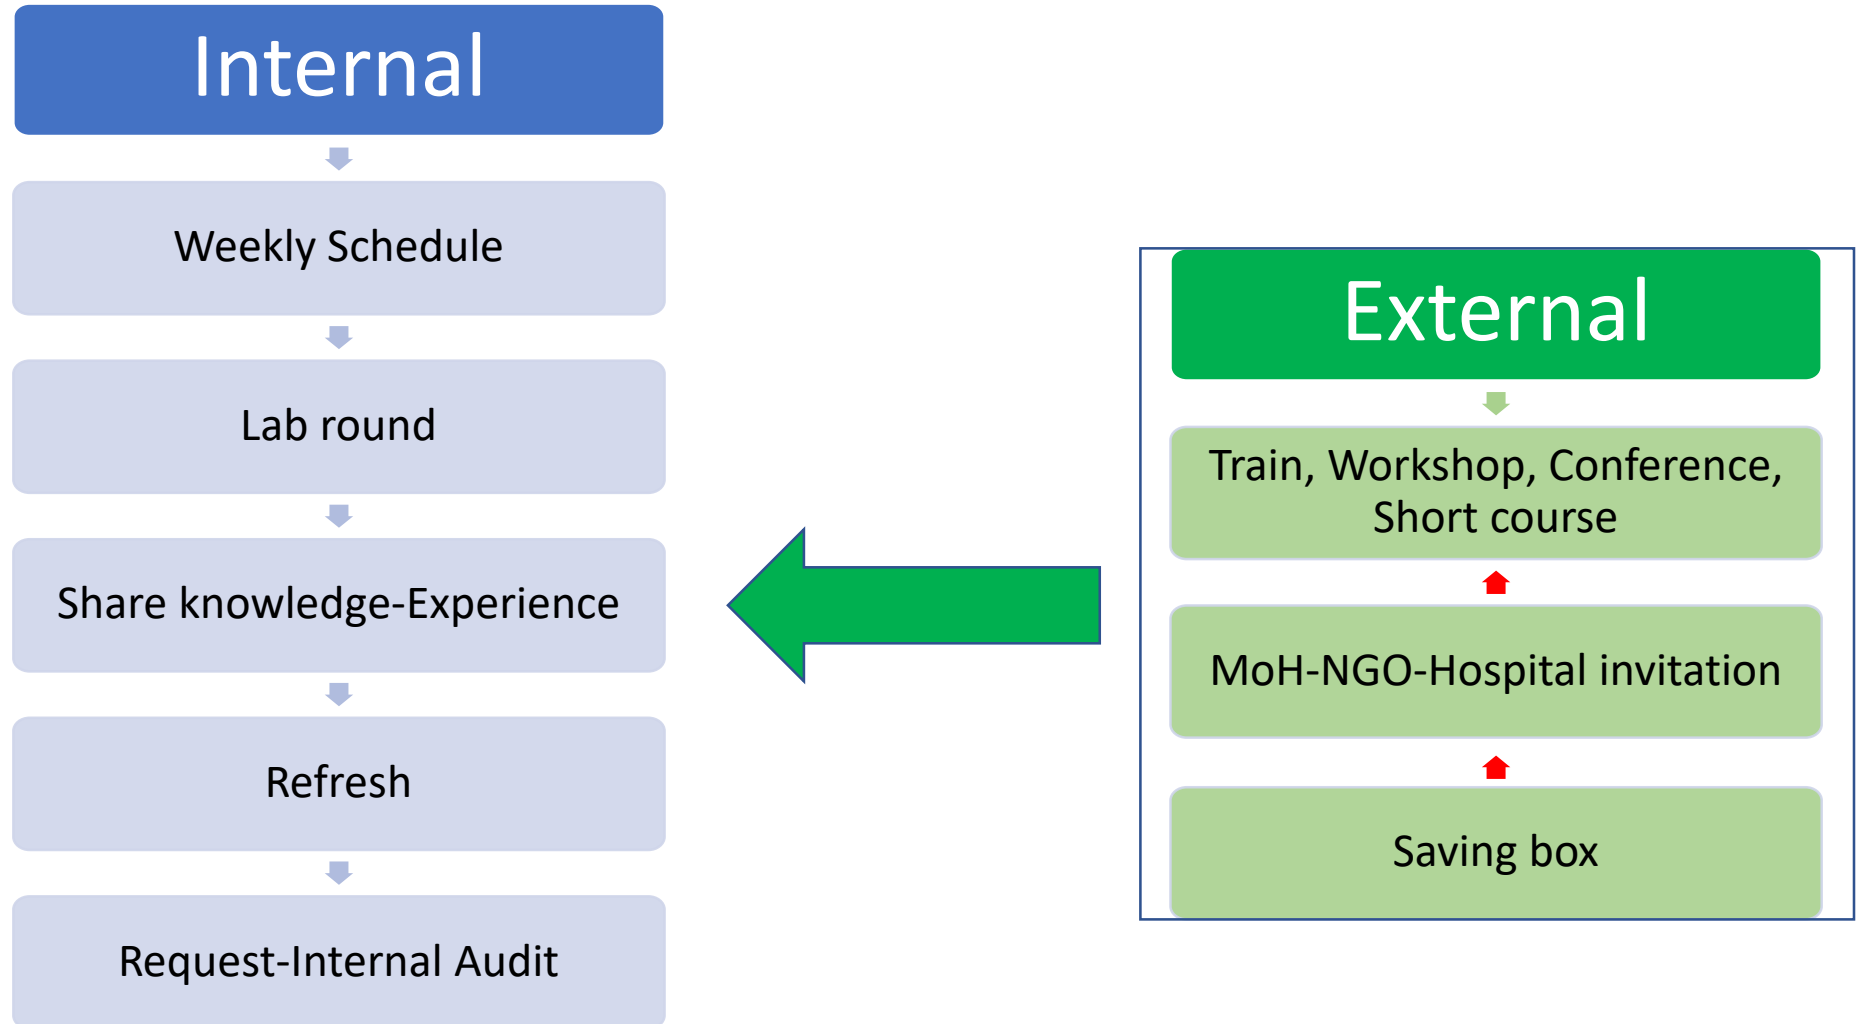 Internal
Weekly Schedule
Lab round
Share knowledge-Experience
Refresh
Request-Internal Audit
External
Train, Workshop, Conference,
Short course
MoH-NGO-Hospital invitation
Saving box